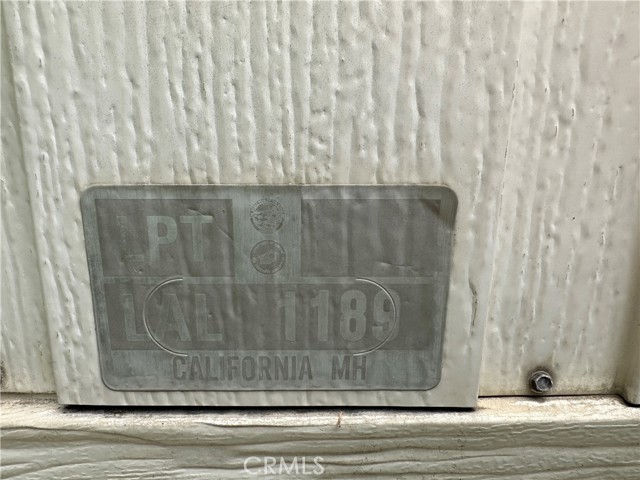 LPT
LAL 1189
CALIFORNIA MH
CRMLS